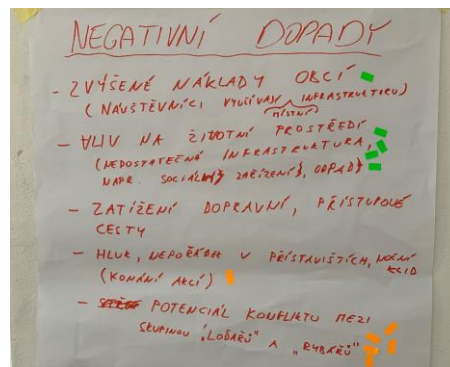 NEGATIVNÍ DOPADY
- ZVÝŠENÉ NÁKLADY OBCÍ
(NÁVŠTĚVNÍCI VYUŽÍVAJÍ INFRASTRUKTURU)
MÍSTNÍ
- VLIV NA ŽIVOTNÍ PROSTŘEDÍ
(NEDOSTATEČNÁ INFRASTRUKTURA,
NAPŘ. SOCIÁLNÍ ZAŘÍZENÍ, ODPAD)
- ZATÍŽENÍ DOPRAVNÍ, PŘÍSTUPOVÉ
CESTY
- HLUK, NEPOŘÁDEK V PŘÍSTAVIŠTÍCH, NOČNÍ
KLID
(KONÁNÍ AKCÍ)
- POTENCIÁL KONFLIKTU MEZI
SKUPINOU "LODAŘŮ" A "RYBÁŘŮ"